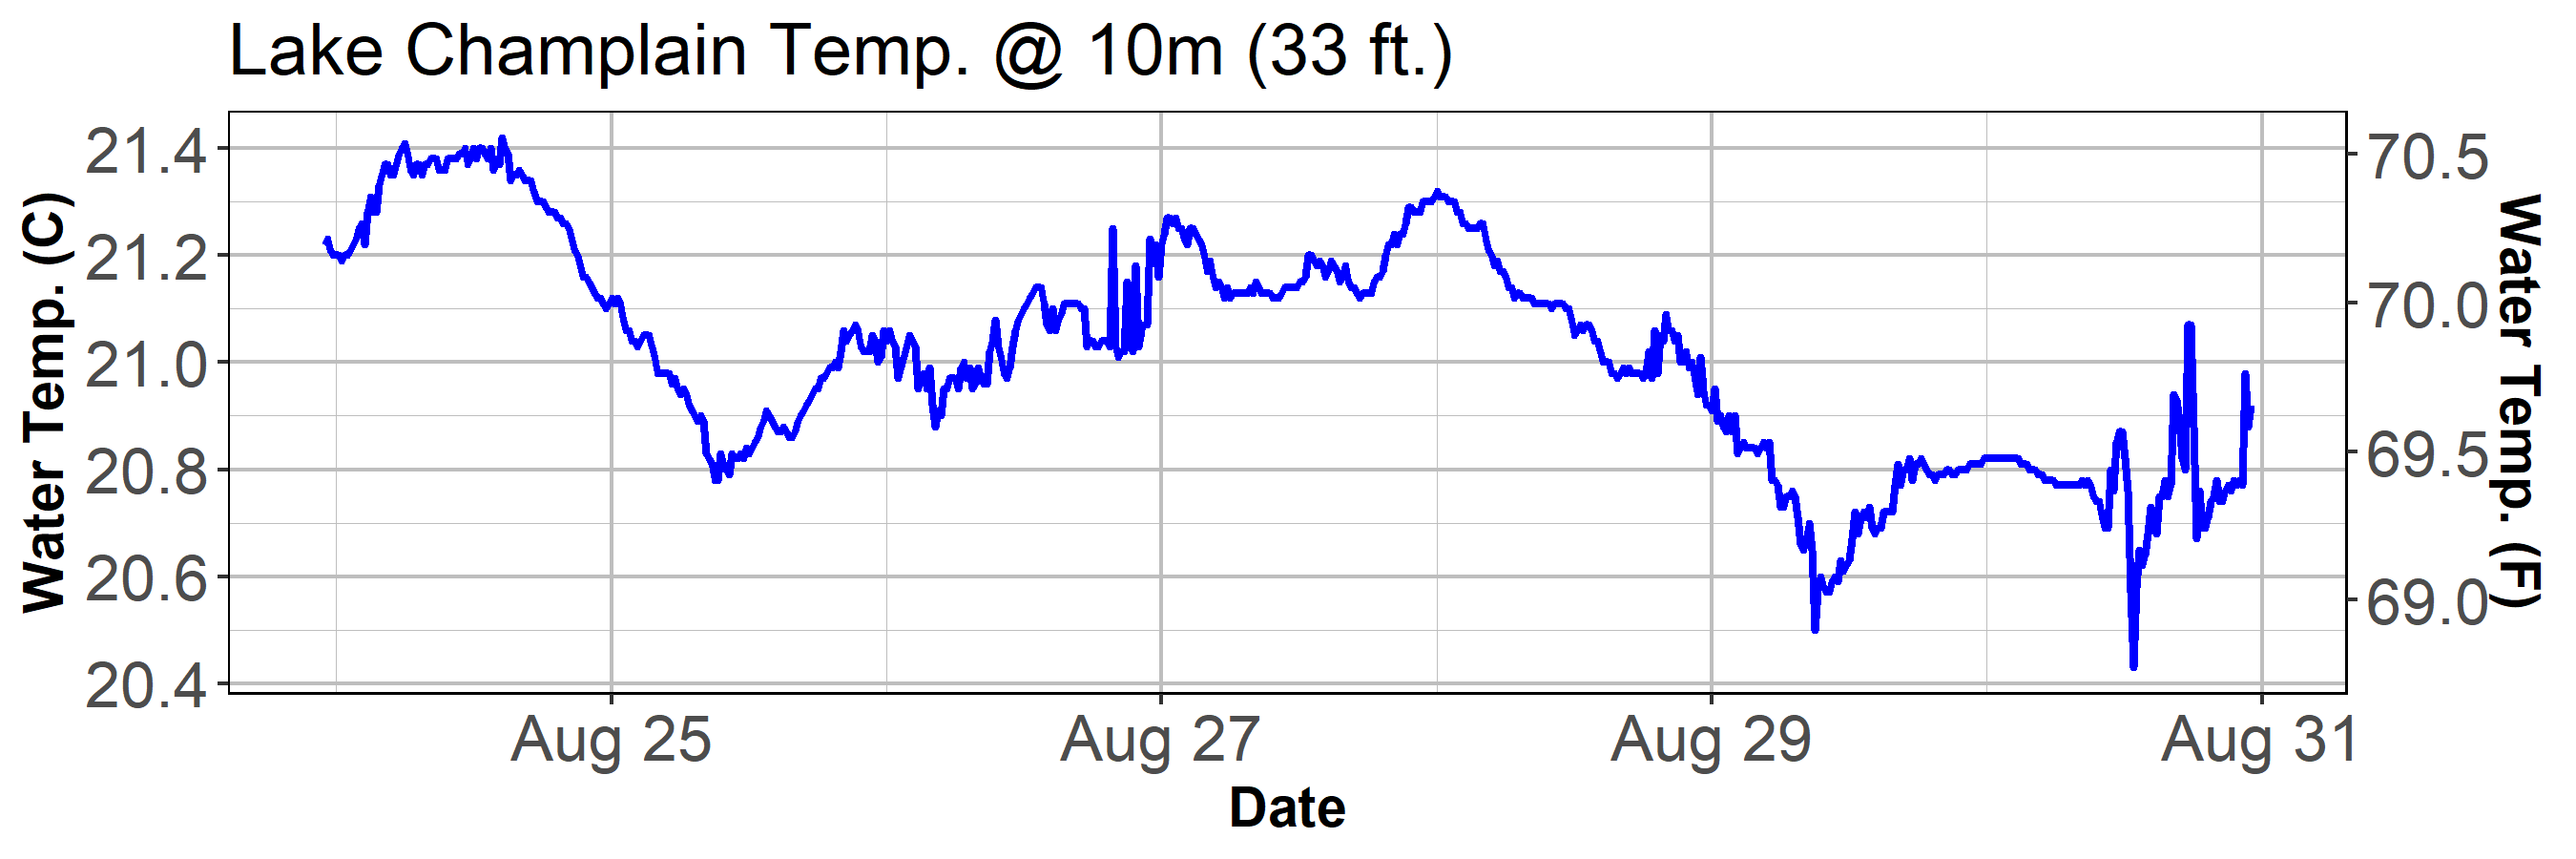 Lake Champlain Temp. @ 10m (33 ft.)
Water Temp. (C)
21.4
21.2
21.0
20.8
20.6
20.4
70.5
70.0
69.5
69.0
Water Temp. (F)
Aug 25
Aug 27
Aug 29
Aug 31
Date